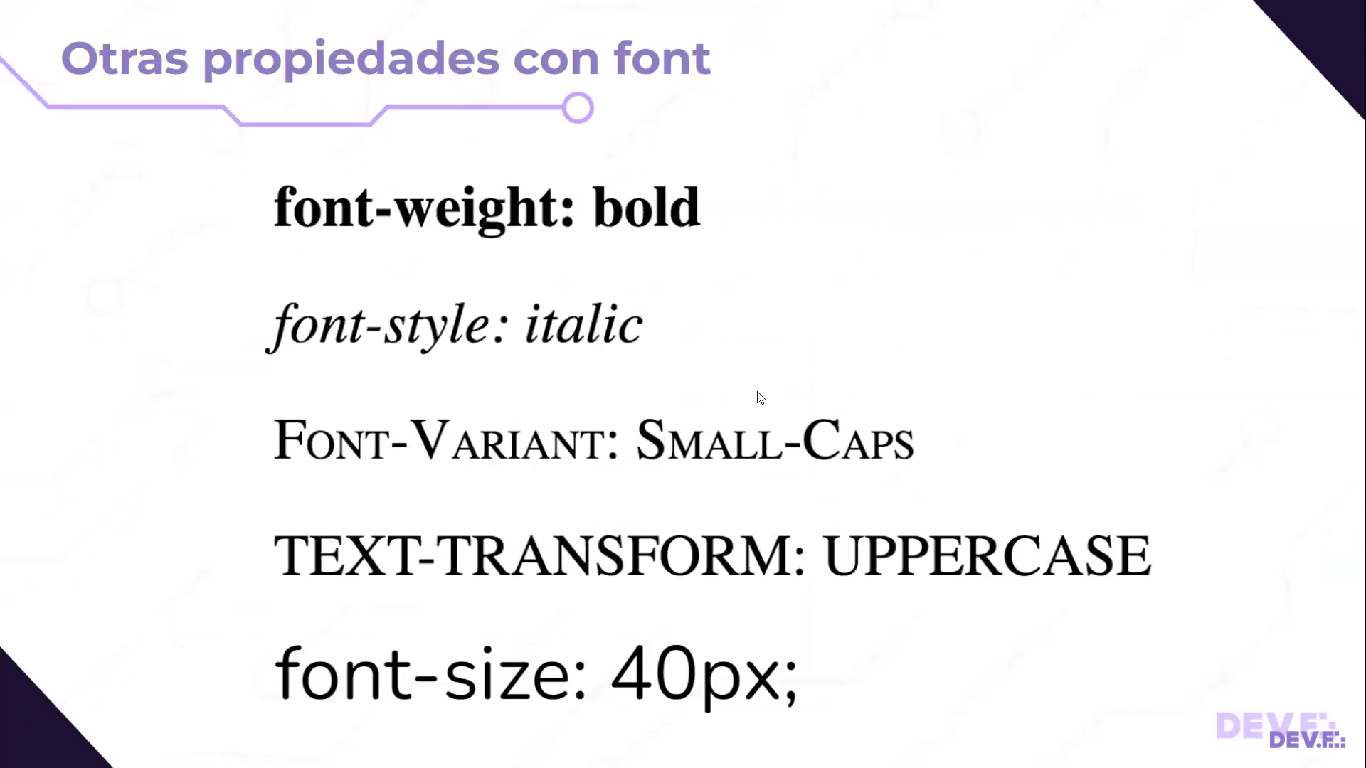 Otras propiedades con font
font-weight: bold
font-style: italic
Font-Variant: Small-Caps
TEXT-TRANSFORM: UPPERCASE
font-size: 40px;
DEV.F.:
DEV.F.: